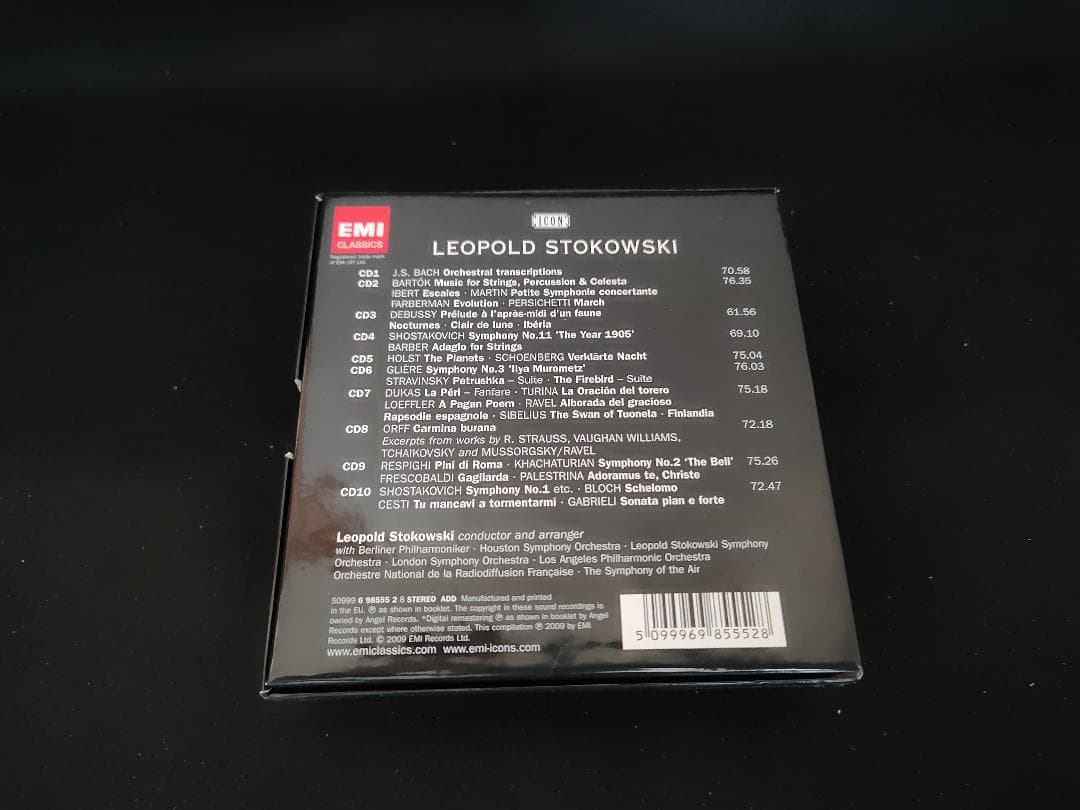 EMI
CLASSICS
Registered trade mark
of EMI (IP) Ltd.
ICON
LEOPOLD STOKOWSKI
CD1 J.S. BACH Orchestral transcriptions 70.58
CD2 BARTÓK Music for Strings, Percussion & Celesta 76.35
IBERT Escales · MARTIN Petite Symphonie concertante
FARBERMAN Evolution · PERSICHETTI March
CD3 DEBUSSY Prélude à l'après-midi d'un faune 61.56
Nocturnes · Clair de lune · Ibéria
CD4 SHOSTAKOVICH Symphony No.11 'The Year 1905' 69.10
BARBER Adagio for Strings
CD5 HOLST The Planets · SCHOENBERG Verklärte Nacht 75.04
CD6 GLIÈRE Symphony No.3 'Ilya Murometz' 76.03
STRAVINSKY Petrushka – Suite · The Firebird – Suite
CD7 DUKAS La Péri – Fanfare · TURINA La Oración del torero 75.18
LOEFFLER A Pagan Poem · RAVEL Alborada del gracioso
Rapsodie espagnole · SIBELIUS The Swan of Tuonela · Finlandia
CD8 ORFF Carmina burana 72.18
Excerpts from works by R. STRAUSS, VAUGHAN WILLIAMS,
TCHAIKOVSKY and MUSSORGSKY/RAVEL
CD9 RESPIGHI Pini di Roma · KHACHATURIAN Symphony No.2 'The Bell' 75.26
FRESCOBALDI Gagliarda · PALESTRINA Adoramus te, Christe
CD10 SHOSTAKOVICH Symphony No.1 etc. · BLOCH Schelomo 72.47
CESTI Tu mancavi a tormentarmi · GABRIELI Sonata pian e forte
Leopold Stokowski conductor and arranger
with Berliner Philharmoniker · Houston Symphony Orchestra · Leopold Stokowski Symphony
Orchestra · London Symphony Orchestra · Los Angeles Philharmonic Orchestra
Orchestre National de la Radiodiffusion Française · The Symphony of the Air
50999 6 98555 2 8 STEREO ADD Manufactured and printed
in the EU. ℗ as shown in booklet. The copyright in these sound recordings is
owned by Angel Records. *Digital remastering ℗ as shown in booklet by Angel
Records except where otherwise stated. This compilation ℗ 2009 by EMI
Records Ltd. © 2009 EMI Records Ltd.
www.emiclassics.com www.emi-icons.com
5 099969 855528